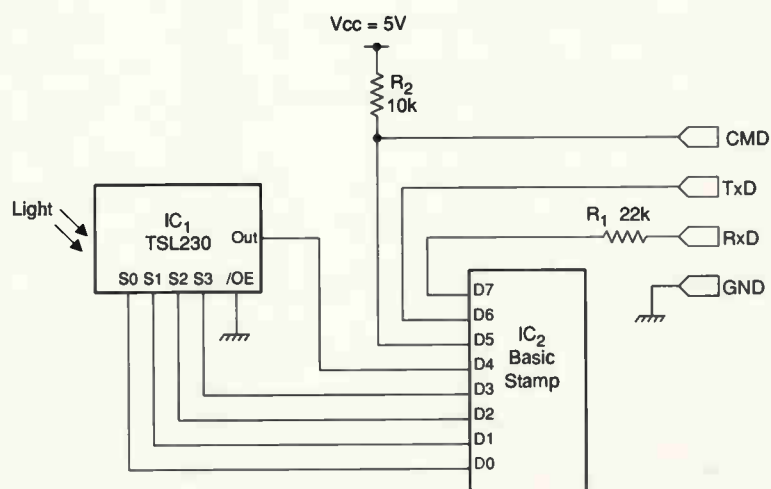 Vcc = 5V
R2
10k
CMD
TxD
R1 22k
RxD
GND
Light
IC1
TSL230
Out
S0 S1 S2 S3 /OE
D7
D6
D5
D4
D3
D2
D1
D0
IC2
Basic
Stamp